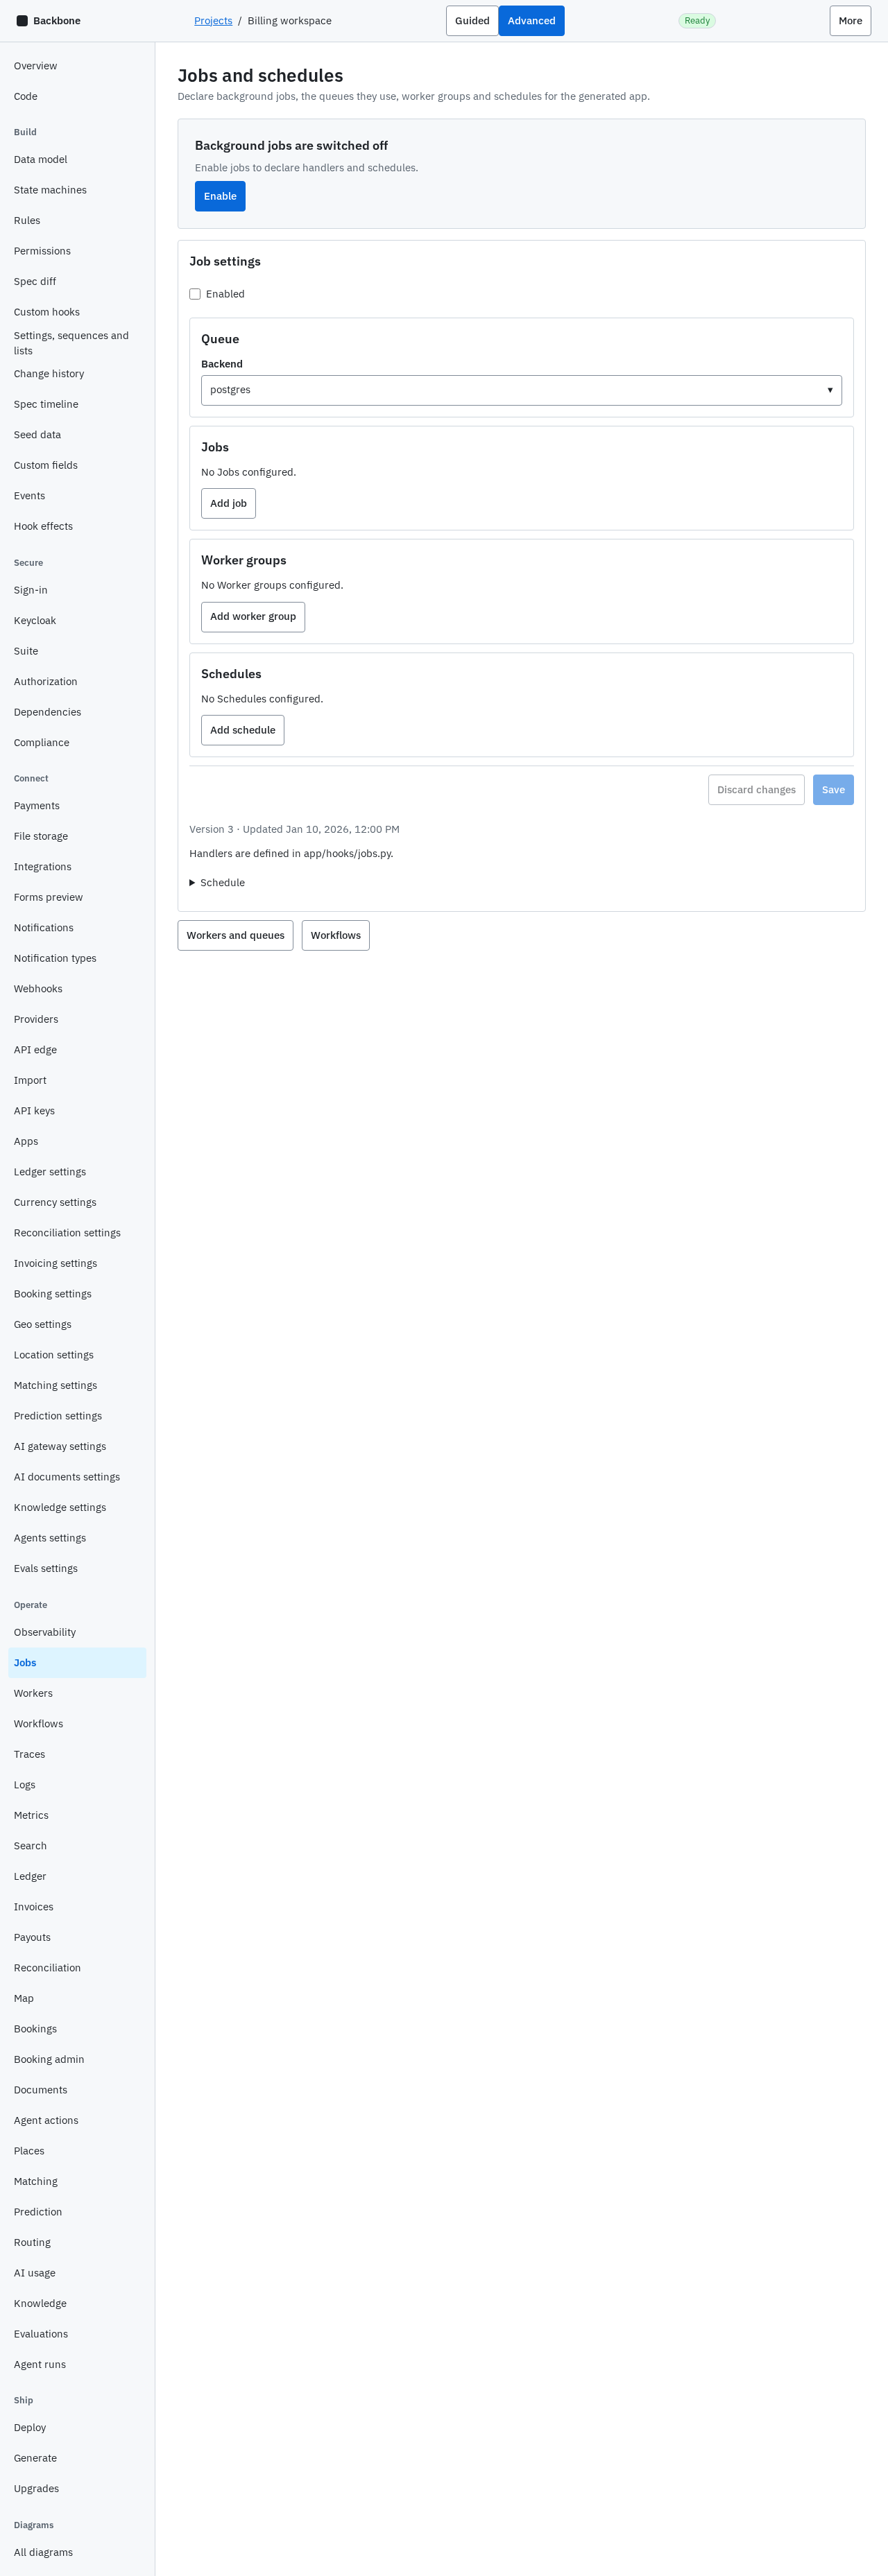 Backbone
Projects / Billing workspace
Guided
Advanced
Ready
More
Overview
Code
Build
Data model
State machines
Rules
Permissions
Spec diff
Custom hooks
Settings, sequences and
lists
Change history
Spec timeline
Seed data
Custom fields
Events
Hook effects
Secure
Sign-in
Keycloak
Suite
Authorization
Dependencies
Compliance
Connect
Payments
File storage
Integrations
Forms preview
Notifications
Notification types
Webhooks
Providers
API edge
Import
API keys
Apps
Ledger settings
Currency settings
Reconciliation settings
Invoicing settings
Booking settings
Geo settings
Location settings
Matching settings
Prediction settings
AI gateway settings
AI documents settings
Knowledge settings
Agents settings
Evals settings
Operate
Observability
Jobs
Workers
Workflows
Traces
Logs
Metrics
Search
Ledger
Invoices
Payouts
Reconciliation
Map
Bookings
Booking admin
Documents
Agent actions
Places
Matching
Prediction
Routing
AI usage
Knowledge
Evaluations
Agent runs
Ship
Deploy
Generate
Upgrades
Diagrams
All diagrams
Jobs and schedules
Declare background jobs, the queues they use, worker groups and schedules for the generated app.
Background jobs are switched off
Enable jobs to declare handlers and schedules.
Enable
Job settings
Enabled
Queue
Backend
postgres
Jobs
No Jobs configured.
Add job
Worker groups
No Worker groups configured.
Add worker group
Schedules
No Schedules configured.
Add schedule
Discard changes
Save
Version 3 · Updated Jan 10, 2026, 12:00 PM
Handlers are defined in app/hooks/jobs.py.
Schedule
Workers and queues
Workflows